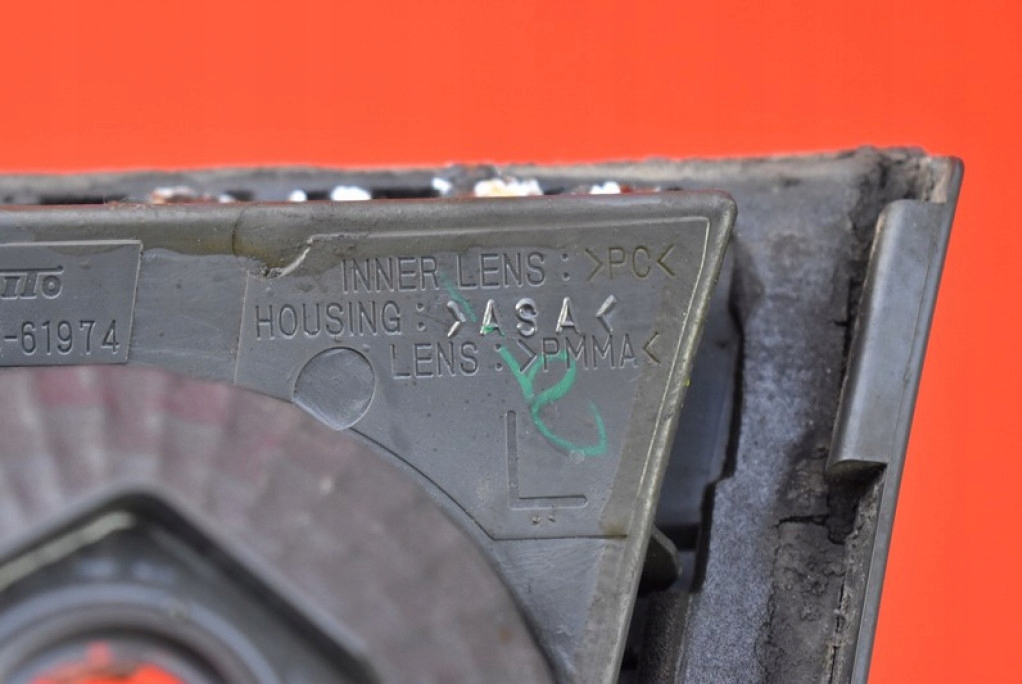 INNER LENS : >PC<
HOUSING : >ASA<
LENS : >PMMA<
-61974
L